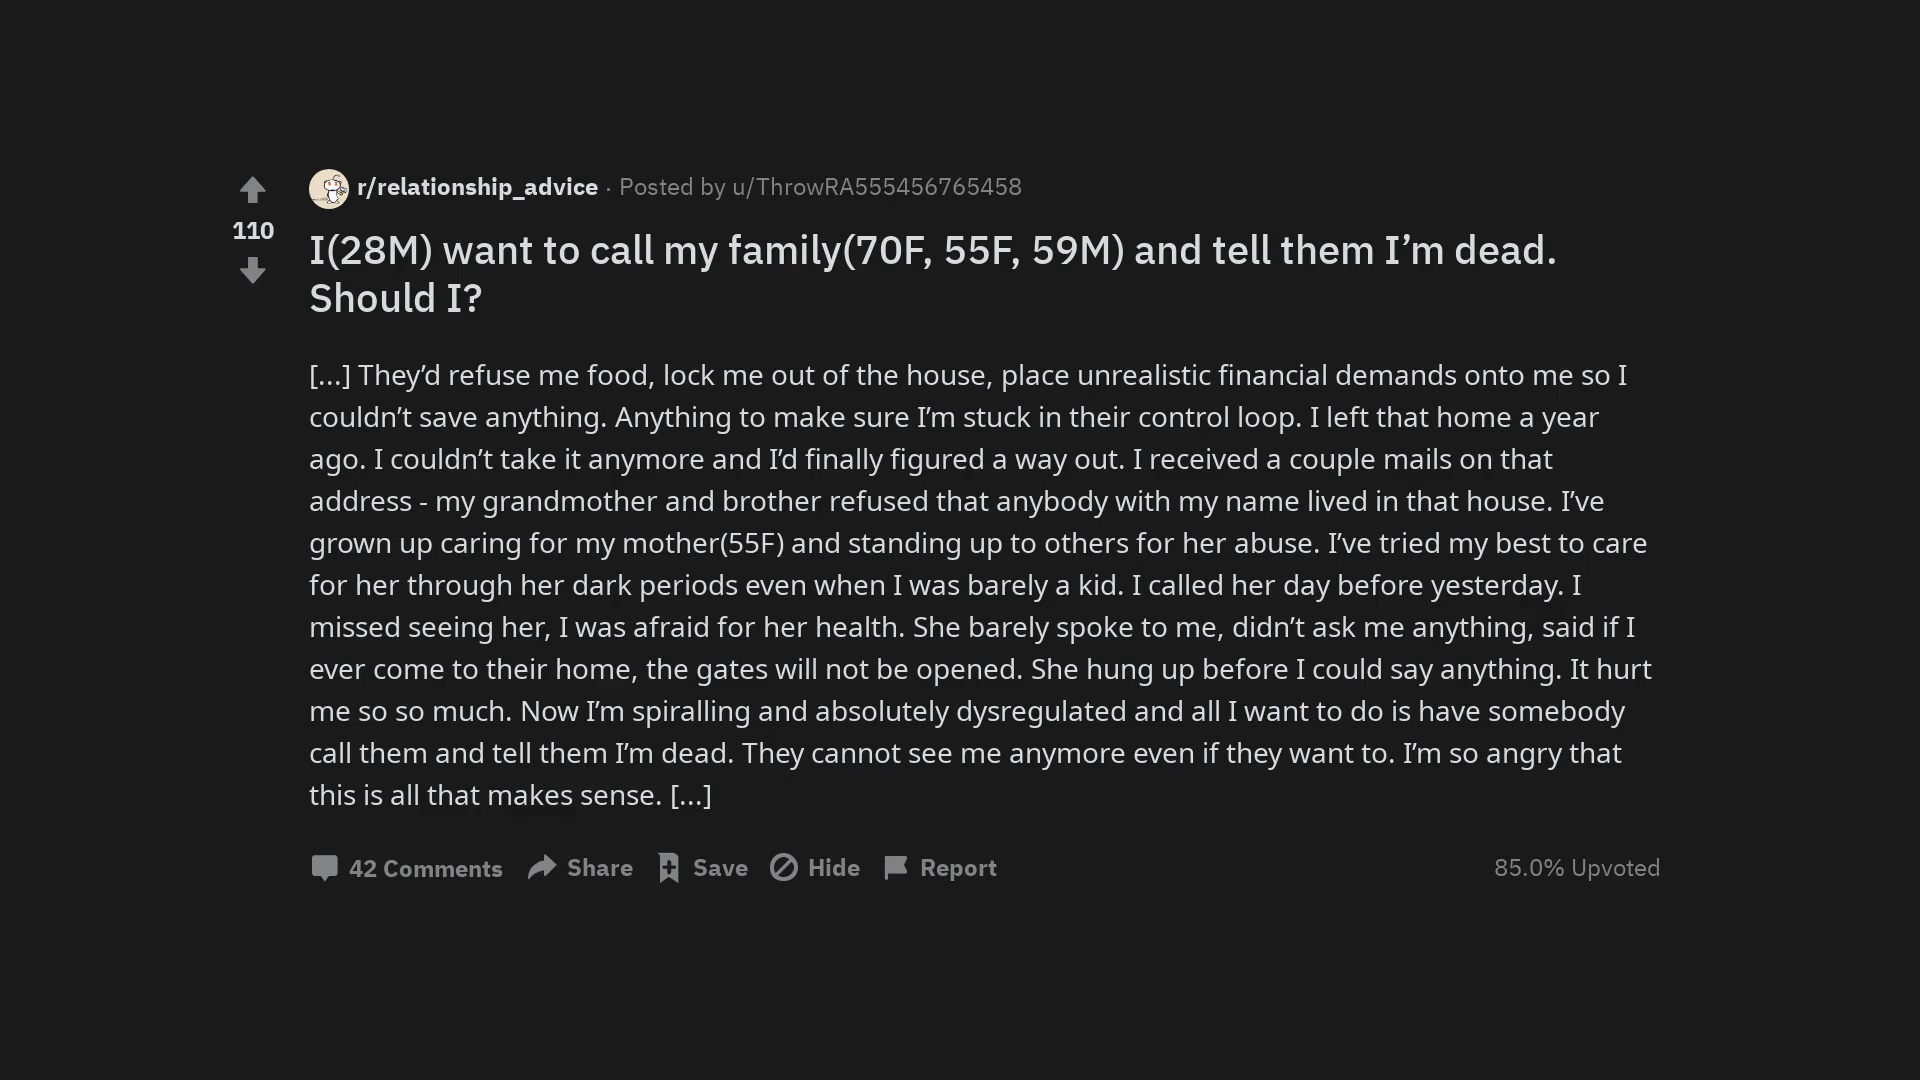 r/relationship_advice · Posted by u/ThrowRA555456765458
110
I(28M) want to call my family(70F, 55F, 59M) and tell them I’m dead.
Should I?
[...] They’d refuse me food, lock me out of the house, place unrealistic financial demands onto me so I
couldn’t save anything. Anything to make sure I’m stuck in their control loop. I left that home a year
ago. I couldn’t take it anymore and I’d finally figured a way out. I received a couple mails on that
address - my grandmother and brother refused that anybody with my name lived in that house. I’ve
grown up caring for my mother(55F) and standing up to others for her abuse. I’ve tried my best to care
for her through her dark periods even when I was barely a kid. I called her day before yesterday. I
missed seeing her, I was afraid for her health. She barely spoke to me, didn’t ask me anything, said if I
ever come to their home, the gates will not be opened. She hung up before I could say anything. It hurt
me so so much. Now I’m spiralling and absolutely dysregulated and all I want to do is have somebody
call them and tell them I’m dead. They cannot see me anymore even if they want to. I’m so angry that
this is all that makes sense. [...]
42 Comments Share Save Hide Report 85.0% Upvoted